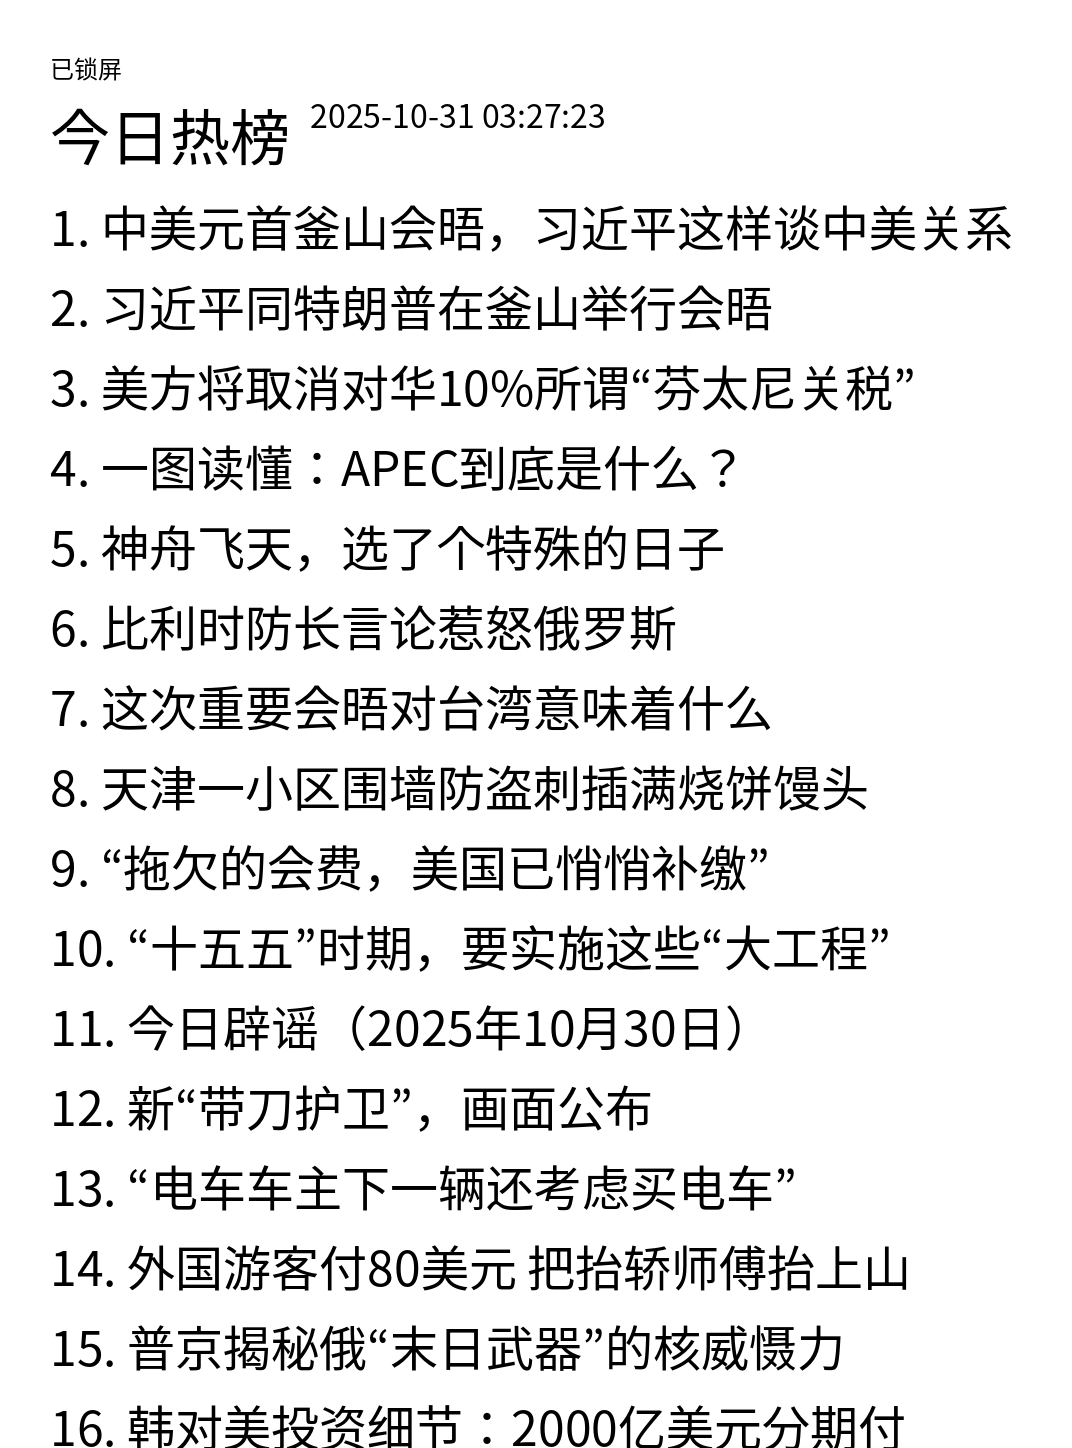 已锁屏
今日热榜 2025-10-31 03:27:23
1. 中美元首釜山会晤，习近平这样谈中美关系
2. 习近平同特朗普在釜山举行会晤
3. 美方将取消对华10%所谓“芬太尼关税”
4. 一图读懂：APEC到底是什么？
5. 神舟飞天，选了个特殊的日子
6. 比利时防长言论惹怒俄罗斯
7. 这次重要会晤对台湾意味着什么
8. 天津一小区围墙防盗刺插满烧饼馒头
9. “拖欠的会费，美国已悄悄补缴”
10. “十五五”时期，要实施这些“大工程”
11. 今日辟谣（2025年10月30日）
12. 新“带刀护卫”，画面公布
13. “电车车主下一辆还考虑买电车”
14. 外国游客付80美元 把抬轿师傅抬上山
15. 普京揭秘俄“末日武器”的核威慑力
16. 韩对美投资细节：2000亿美元分期付